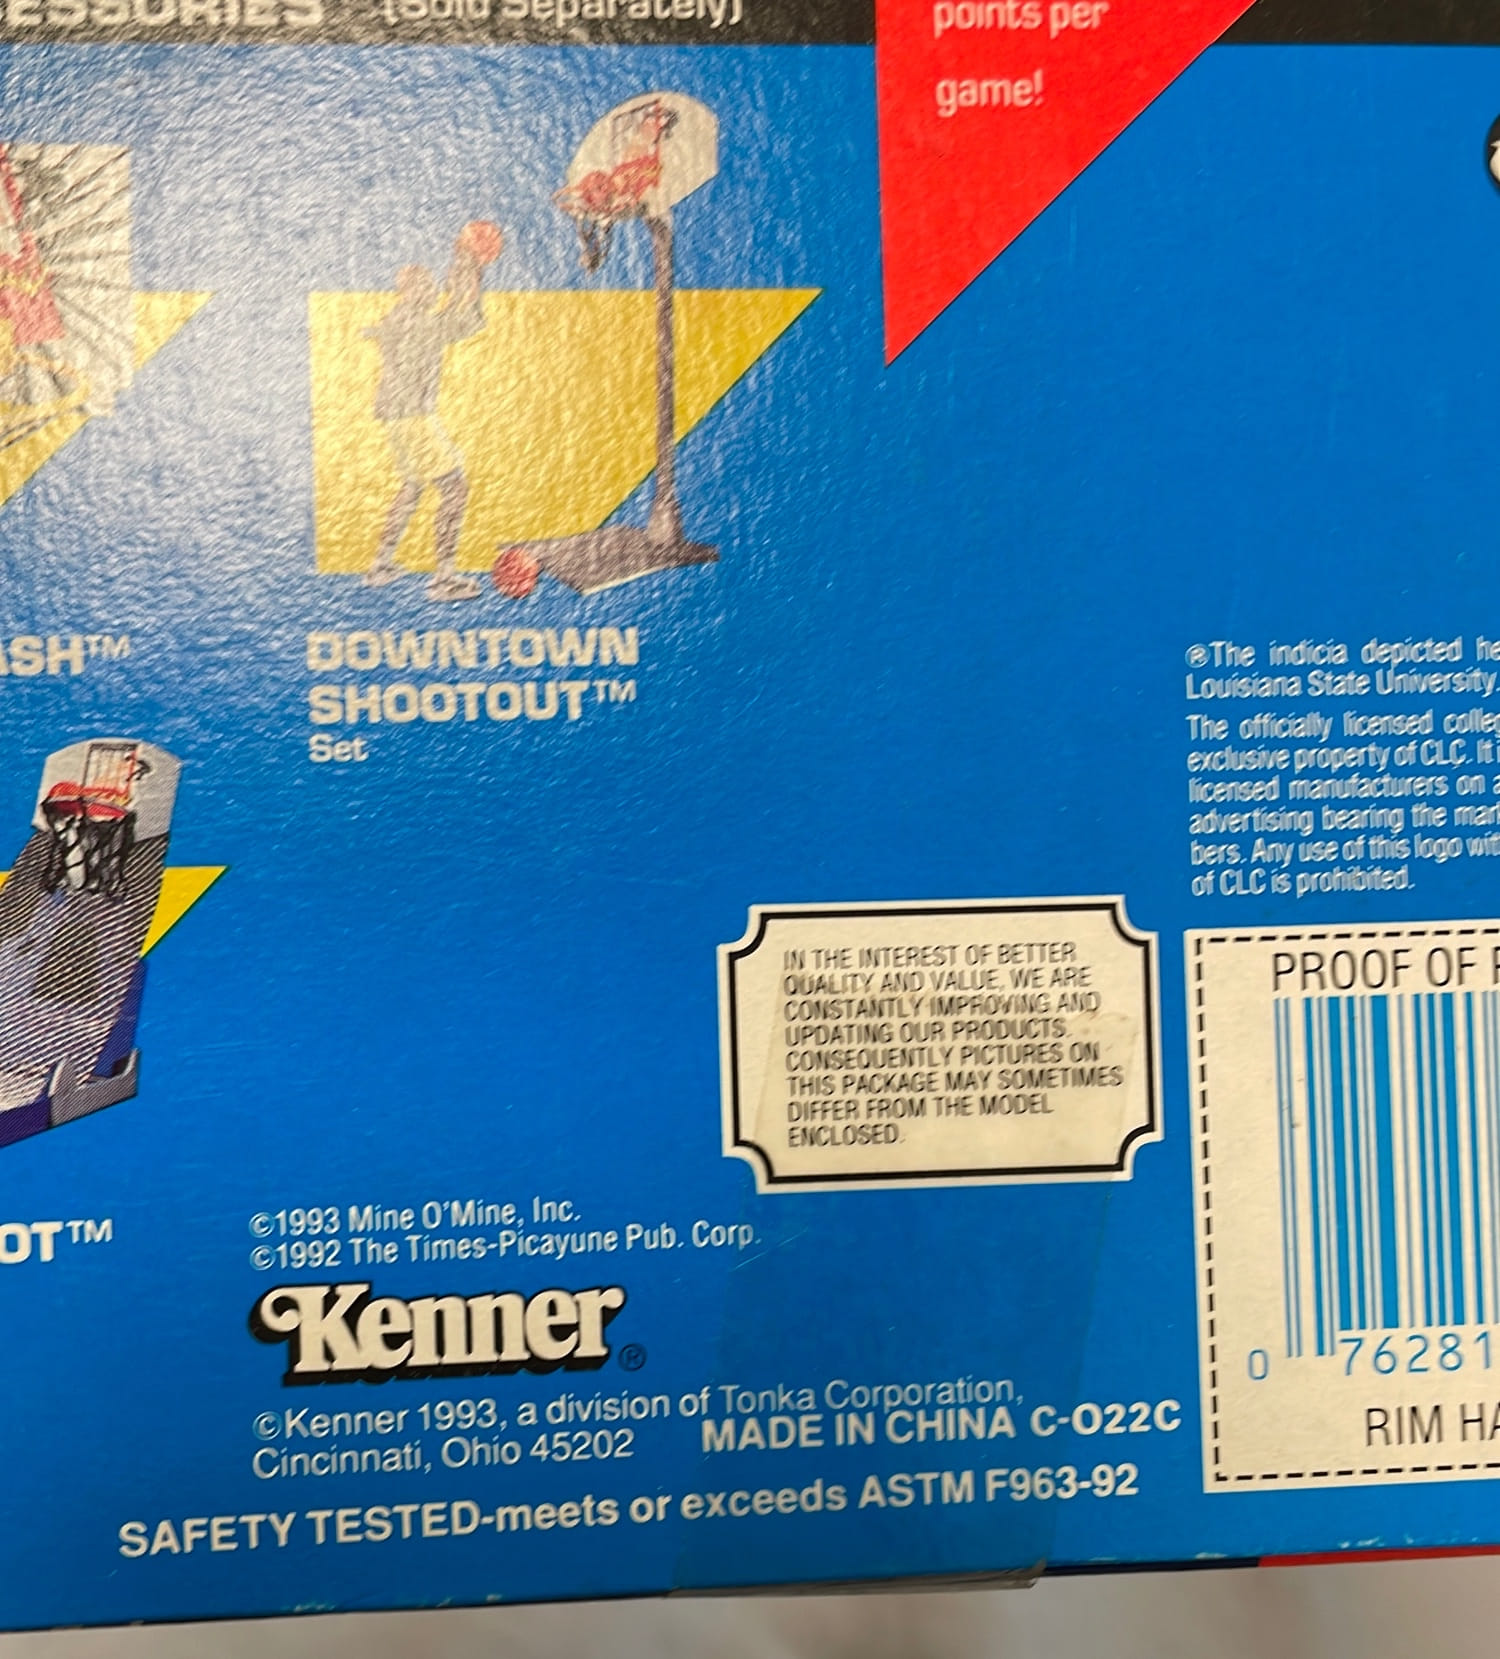 (Sold Separately)
points per
game!
DOWNTOWN
SHOOTOUT™
Set
ASH™
OT™
®The indicia depicted he
Louisiana State University.
The officially licensed colleg
exclusive property of CLC. It i
licensed manufacturers on a
advertising bearing the mar
bers. Any use of this logo wit
of CLC is prohibited.
IN THE INTEREST OF BETTER
QUALITY AND VALUE, WE ARE
CONSTANTLY IMPROVING AND
UPDATING OUR PRODUCTS.
CONSEQUENTLY PICTURES ON
THIS PACKAGE MAY SOMETIMES
DIFFER FROM THE MODEL
ENCLOSED.
PROOF OF
0 76281
RIM HA
©1993 Mine O'Mine, Inc.
©1992 The Times-Picayune Pub. Corp.
Kenner®
©Kenner 1993, a division of Tonka Corporation,
Cincinnati, Ohio 45202 MADE IN CHINA C-022C
SAFETY TESTED-meets or exceeds ASTM F963-92